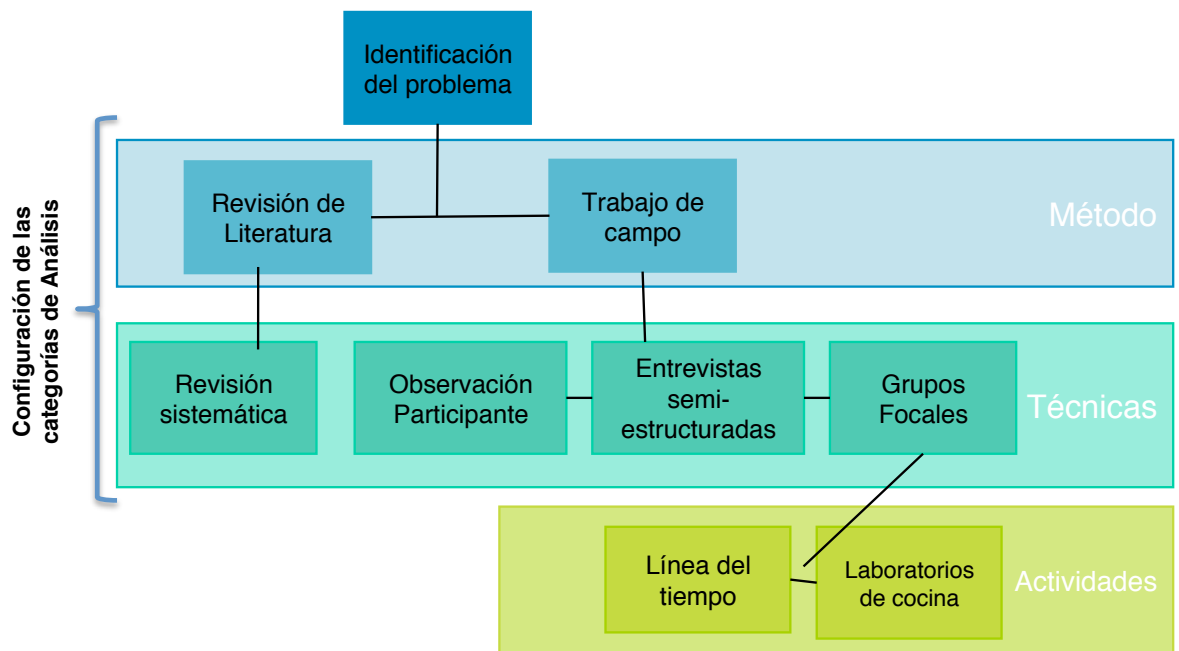 Identificación
del problema
Configuración de las
categorías de Análisis
Revisión de
Literatura
Trabajo de
campo
Método
Revisión
sistemática
Observación
Participante
Entrevistas
semi-
estructuradas
Grupos
Focales
Técnicas
Línea del
tiempo
Laboratorios
de cocina
Actividades